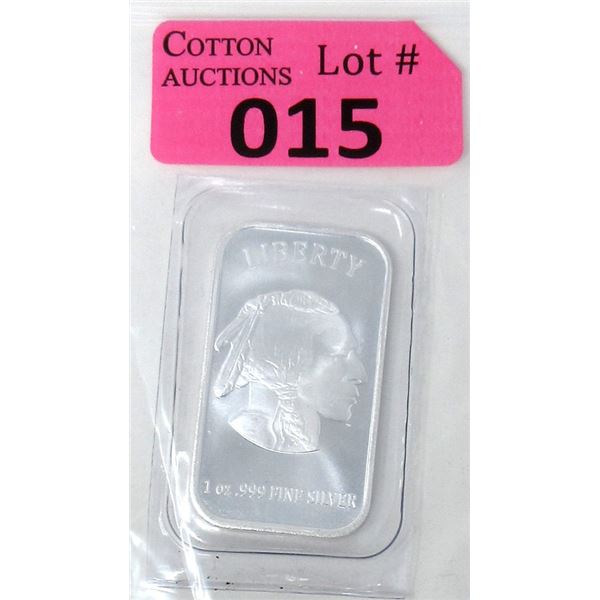 COTTON
AUCTIONS
Lot #
015
LIBERTY
1 oz .999 FINE SILVER